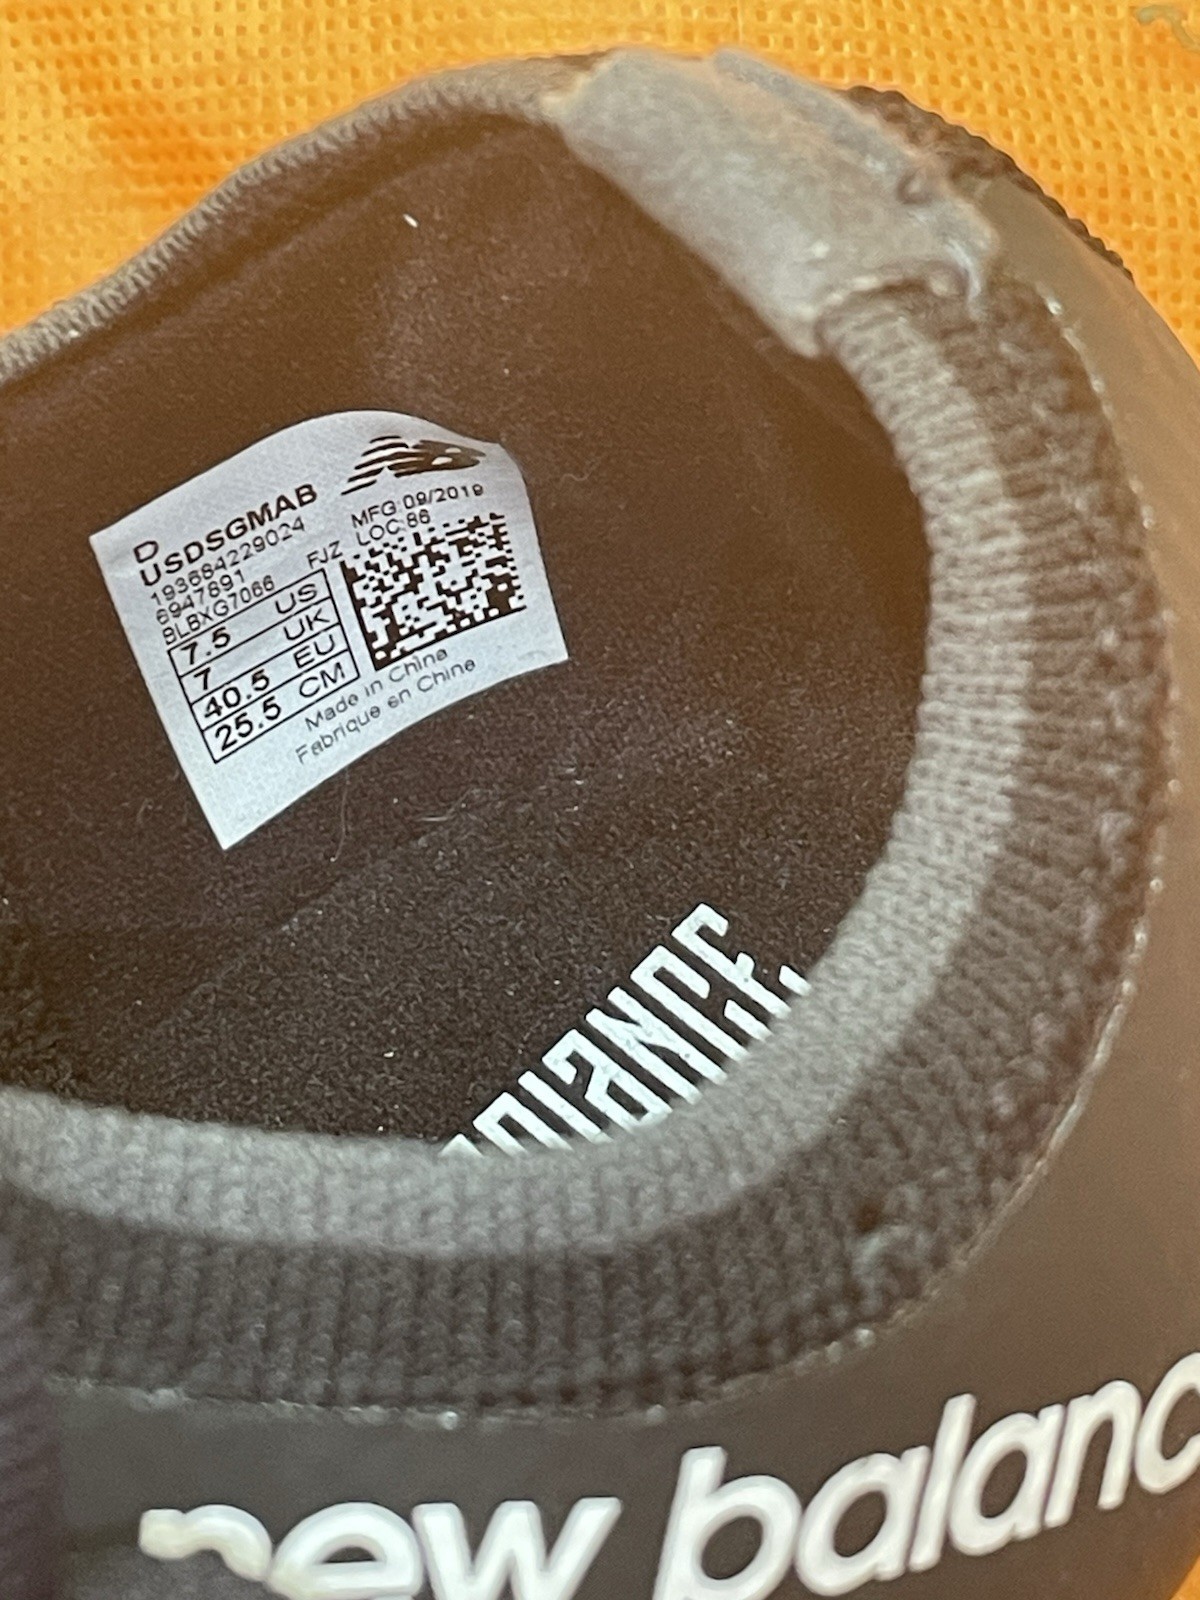 D
USDSGMAB
193684229024
6947891
BLBXG7066 FJZ
MFG:09/2019
LOC:86
7.5 US
7 UK
40.5 EU
25.5 CM
Made in China
Fabrique en Chine
new balanc